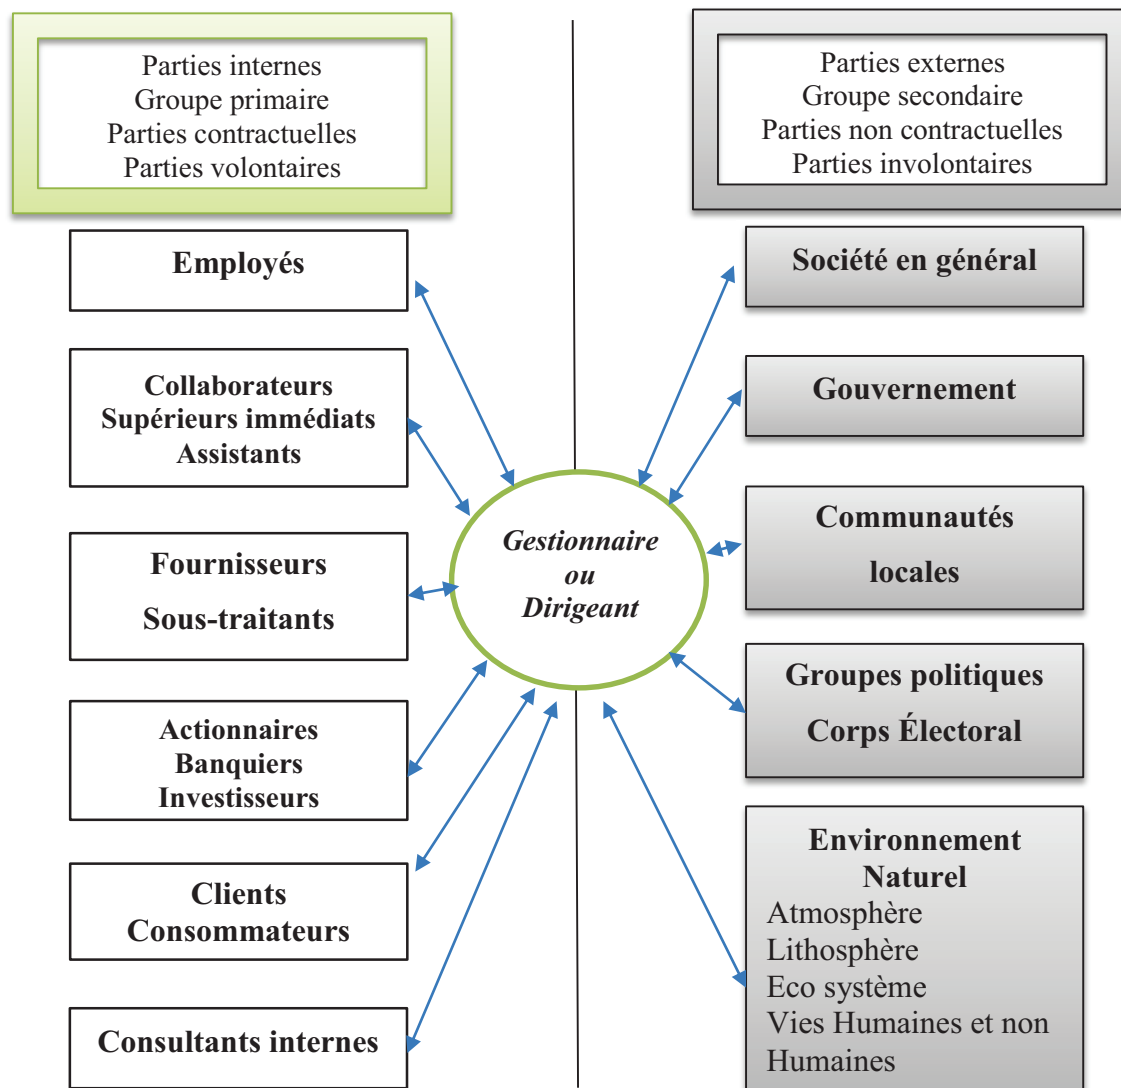 Parties internes
Groupe primaire
Parties contractuelles
Parties volontaires
Parties externes
Groupe secondaire
Parties non contractuelles
Parties involontaires
Employés
Collaborateurs
Supérieurs immédiats
Assistants
Fournisseurs
Sous-traitants
Actionnaires
Banquiers
Investisseurs
Clients
Consommateurs
Consultants internes
Gestionnaire
ou
Dirigeant
Société en général
Gouvernement
Communautés
locales
Groupes politiques
Corps Électoral
Environnement
Naturel
Atmosphère
Lithosphère
Eco système
Vies Humaines et non
Humaines